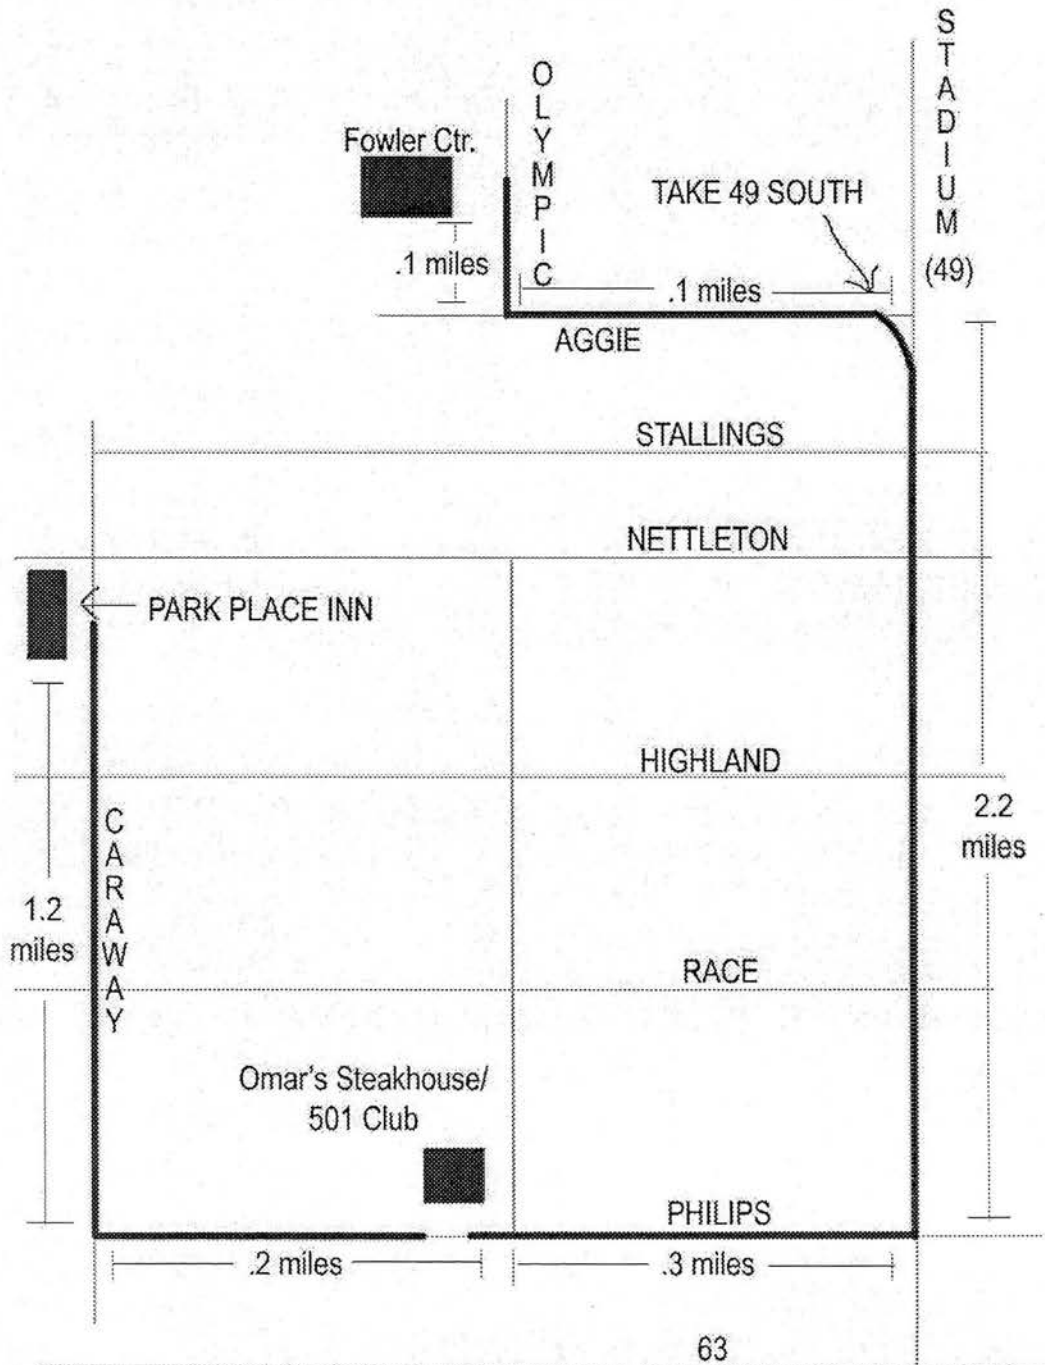 STADIUM
(49)
OLYMPIC
Fowler Ctr.
TAKE 49 SOUTH
.1 miles
.1 miles
AGGIE
STALLINGS
NETTLETON
PARK PLACE INN
HIGHLAND
CARAWAY
2.2
miles
1.2
miles
RACE
Omar's Steakhouse/
501 Club
PHILIPS
.2 miles
.3 miles
63